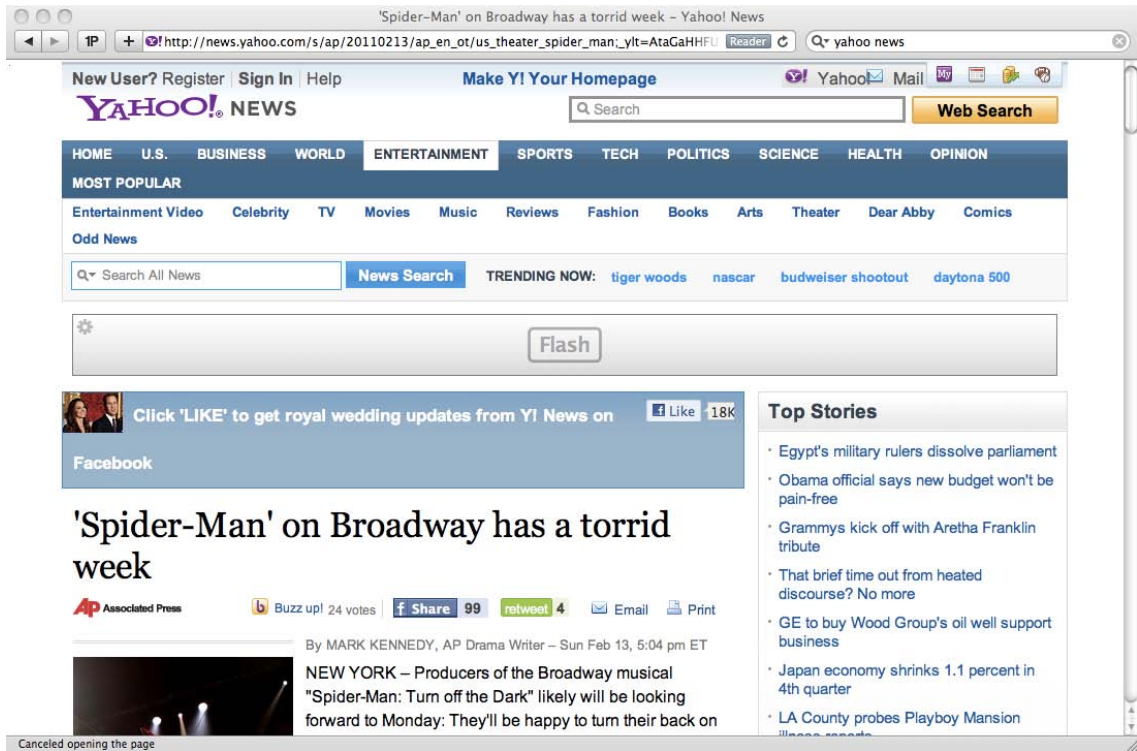 'Spider-Man' on Broadway has a torrid week – Yahoo! News
1P + http://news.yahoo.com/s/ap/20110213/ap_en_ot/us_theater_spider_man;_ylt=AtaGaHHFU Reader yahoo news
New User? Register Sign In Help Make Y! Your Homepage Y! Yahoo! Mail My
YAHOO! NEWS Search Web Search
HOME U.S. BUSINESS WORLD ENTERTAINMENT SPORTS TECH POLITICS SCIENCE HEALTH OPINION
MOST POPULAR
Entertainment Video Celebrity TV Movies Music Reviews Fashion Books Arts Theater Dear Abby Comics
Odd News
Search All News News Search TRENDING NOW: tiger woods nascar budweiser shootout daytona 500
Flash
Click 'LIKE' to get royal wedding updates from Y! News on
Facebook
f Like 18K
'Spider-Man' on Broadway has a torrid
week
AP Associated Press b Buzz up! 24 votes f Share 99 retweet 4 Email Print
By MARK KENNEDY, AP Drama Writer – Sun Feb 13, 5:04 pm ET
NEW YORK – Producers of the Broadway musical
"Spider-Man: Turn off the Dark" likely will be looking
forward to Monday: They'll be happy to turn their back on
Top Stories
Egypt's military rulers dissolve parliament
Obama official says new budget won't be
pain-free
Grammys kick off with Aretha Franklin
tribute
That brief time out from heated
discourse? No more
GE to buy Wood Group's oil well support
business
Japan economy shrinks 1.1 percent in
4th quarter
LA County probes Playboy Mansion
Canceled opening the page